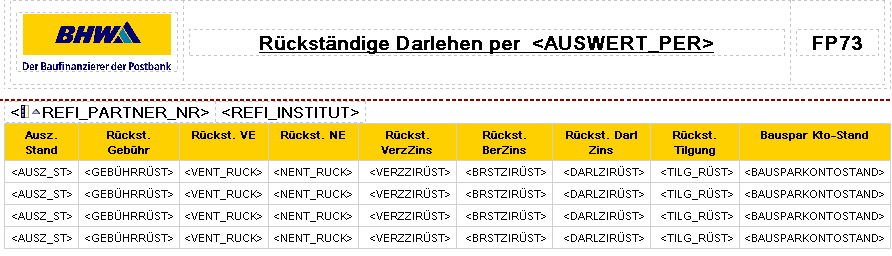 BHW
Der Baufinanzierer der Postbank
Rückständige Darlehen per <AUSWERT_PER>
FP73
<REFI_PARTNER_NR> <REFI_INSTITUT>
Ausz. Stand Rückst. Gebühr Rückst. VE Rückst. NE Rückst. VerzZins Rückst. BerZins Rückst. Darl Zins Rückst. Tilgung Bauspar Kto-Stand
<AUSZ_ST> <GEBÜHRRÜST> <VENT_RUCK> <NENT_RUCK> <VERZZIRÜST> <BRSTZIRÜST> <DARLZIRÜST> <TILG_RÜST> <BAUSPARKONTOSTAND>
<AUSZ_ST> <GEBÜHRRÜST> <VENT_RUCK> <NENT_RUCK> <VERZZIRÜST> <BRSTZIRÜST> <DARLZIRÜST> <TILG_RÜST> <BAUSPARKONTOSTAND>
<AUSZ_ST> <GEBÜHRRÜST> <VENT_RUCK> <NENT_RUCK> <VERZZIRÜST> <BRSTZIRÜST> <DARLZIRÜST> <TILG_RÜST> <BAUSPARKONTOSTAND>
<AUSZ_ST> <GEBÜHRRÜST> <VENT_RUCK> <NENT_RUCK> <VERZZIRÜST> <BRSTZIRÜST> <DARLZIRÜST> <TILG_RÜST> <BAUSPARKONTOSTAND>